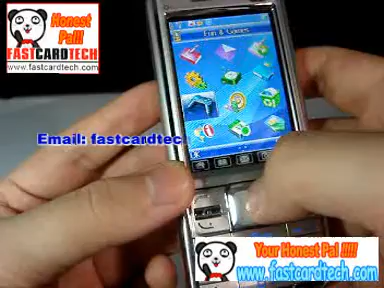 Honest
Pal!!
FASTCARDTECH
www.fastcardtech.com
Fun & Games
Email: fastcardtec
Your Honest Pal !!!!!
www.fastcardtech.com